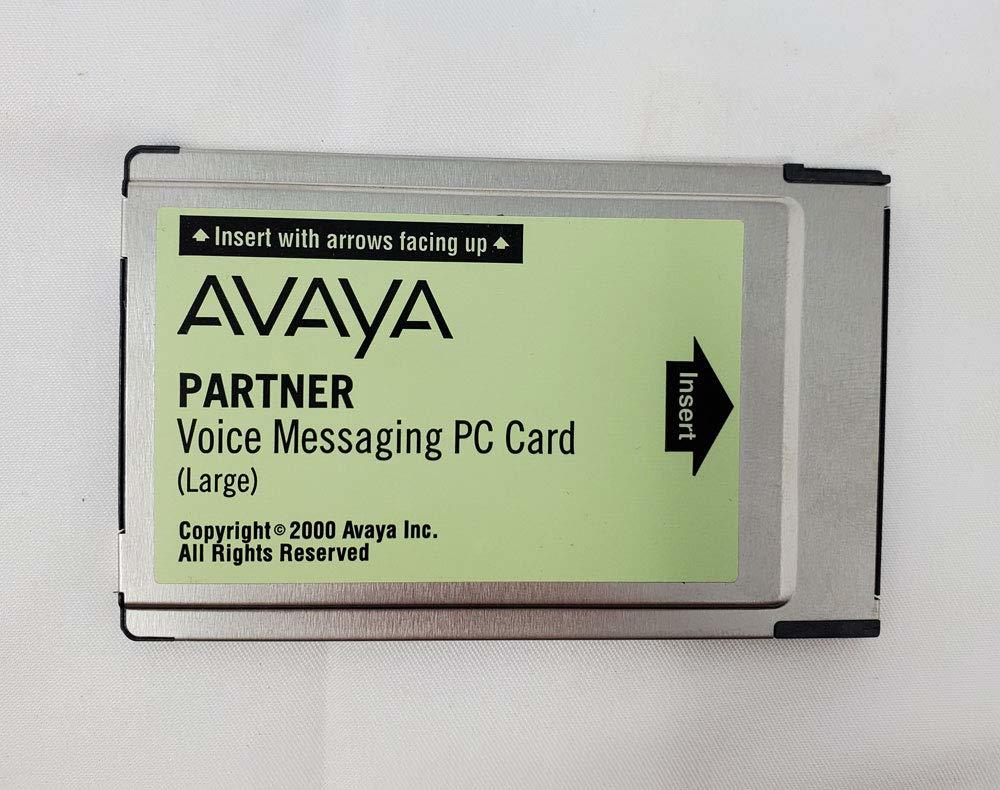 Insert with arrows facing up
AVAYA
PARTNER
Voice Messaging PC Card
(Large)
Insert
Copyright © 2000 Avaya Inc.
All Rights Reserved